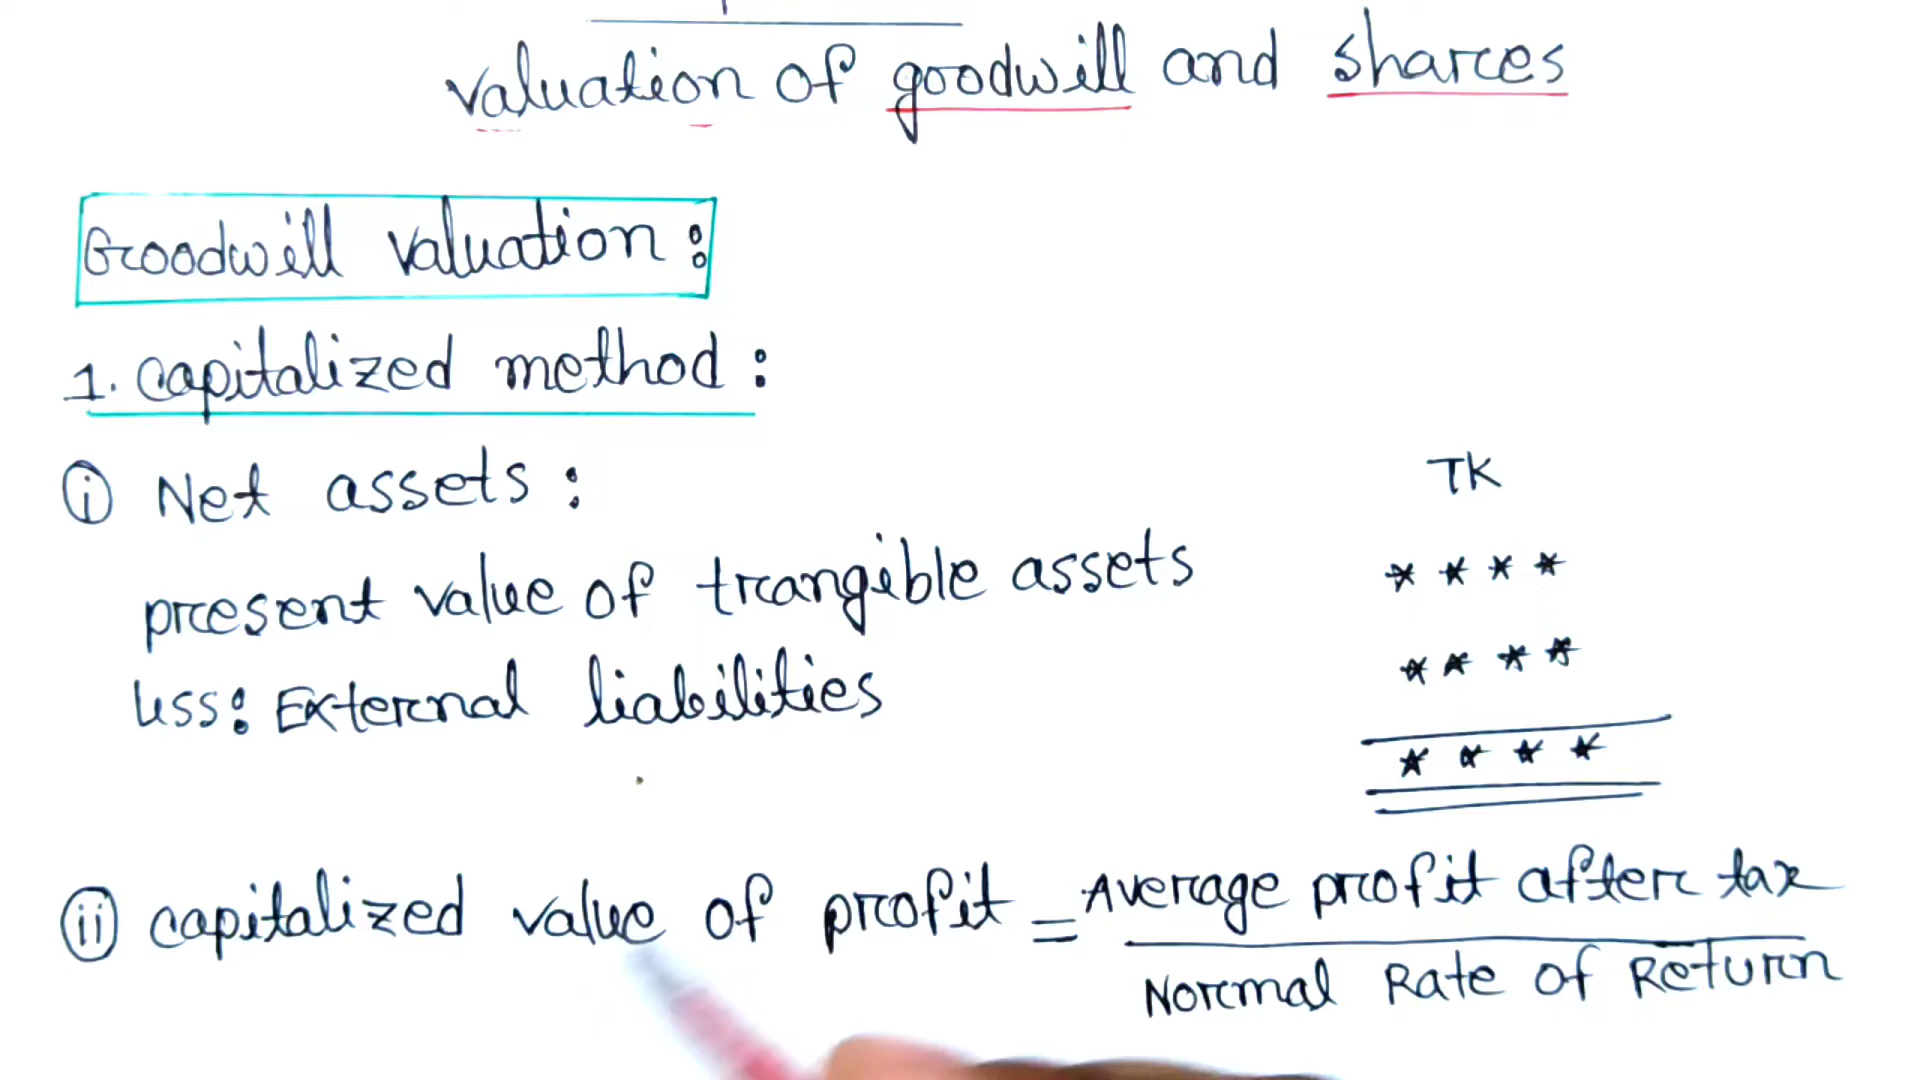 valuation of goodwill and shares
Goodwill valuation:
1. capitalized method:
i Net assets:
TK
present value of trangible assets ****
less: External liabilities ****
****
ii capitalized value of profit = Average profit after tax
Normal Rate of Return